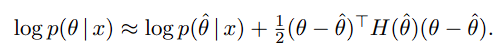 log p(θ | x) ≈ log p(θ̂ | x) + ½(θ − θ̂)⊤H(θ̂)(θ − θ̂).